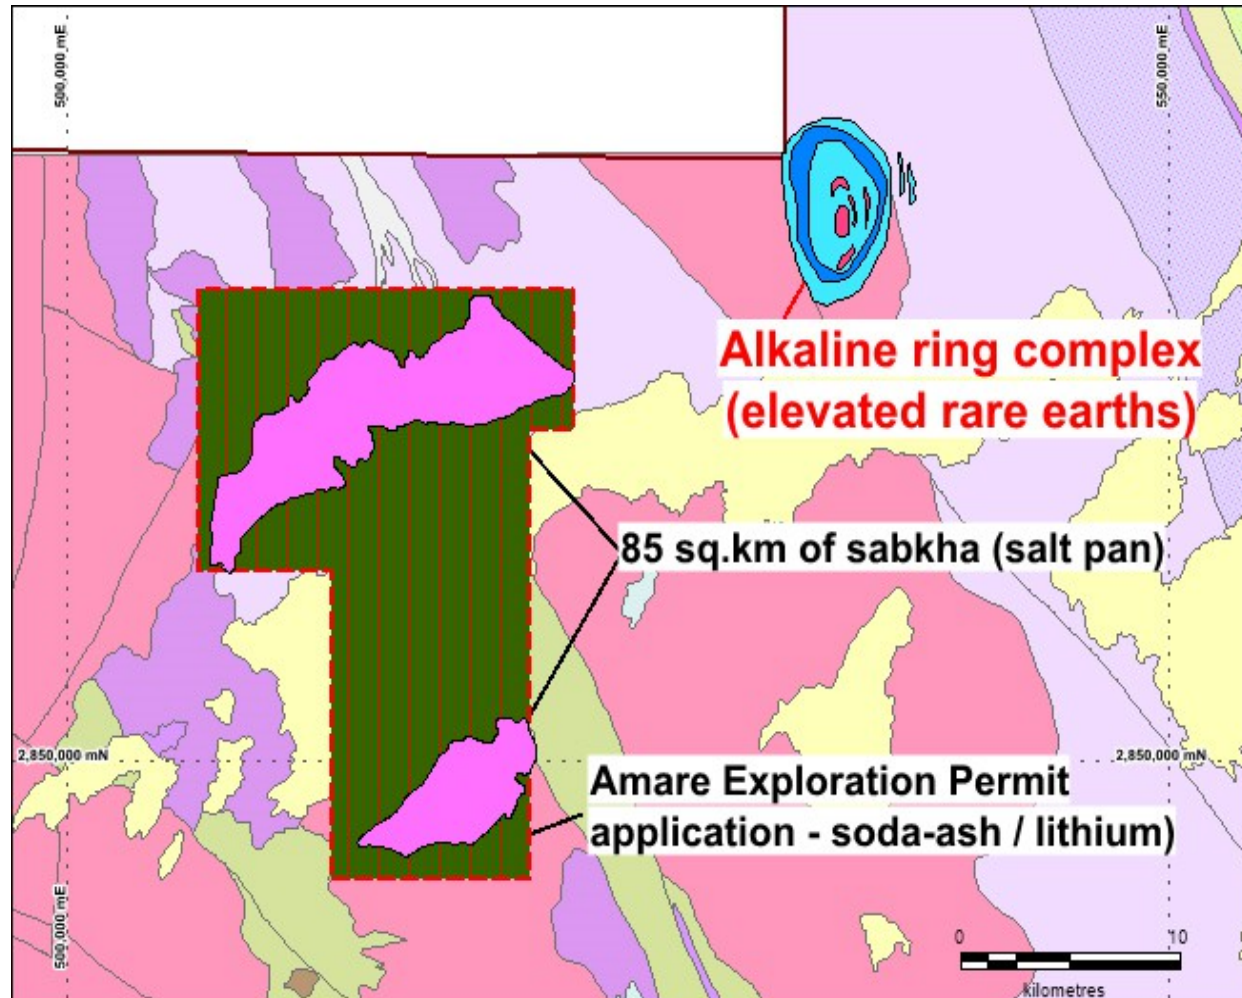 500,000 mE
550,000 mE
Alkaline ring complex
(elevated rare earths)
85 sq.km of sabkha (salt pan)
2,850,000 mN
2,850,000 mN
Amare Exploration Permit
application - soda-ash / lithium)
500,000 mE
0 10
kilometres